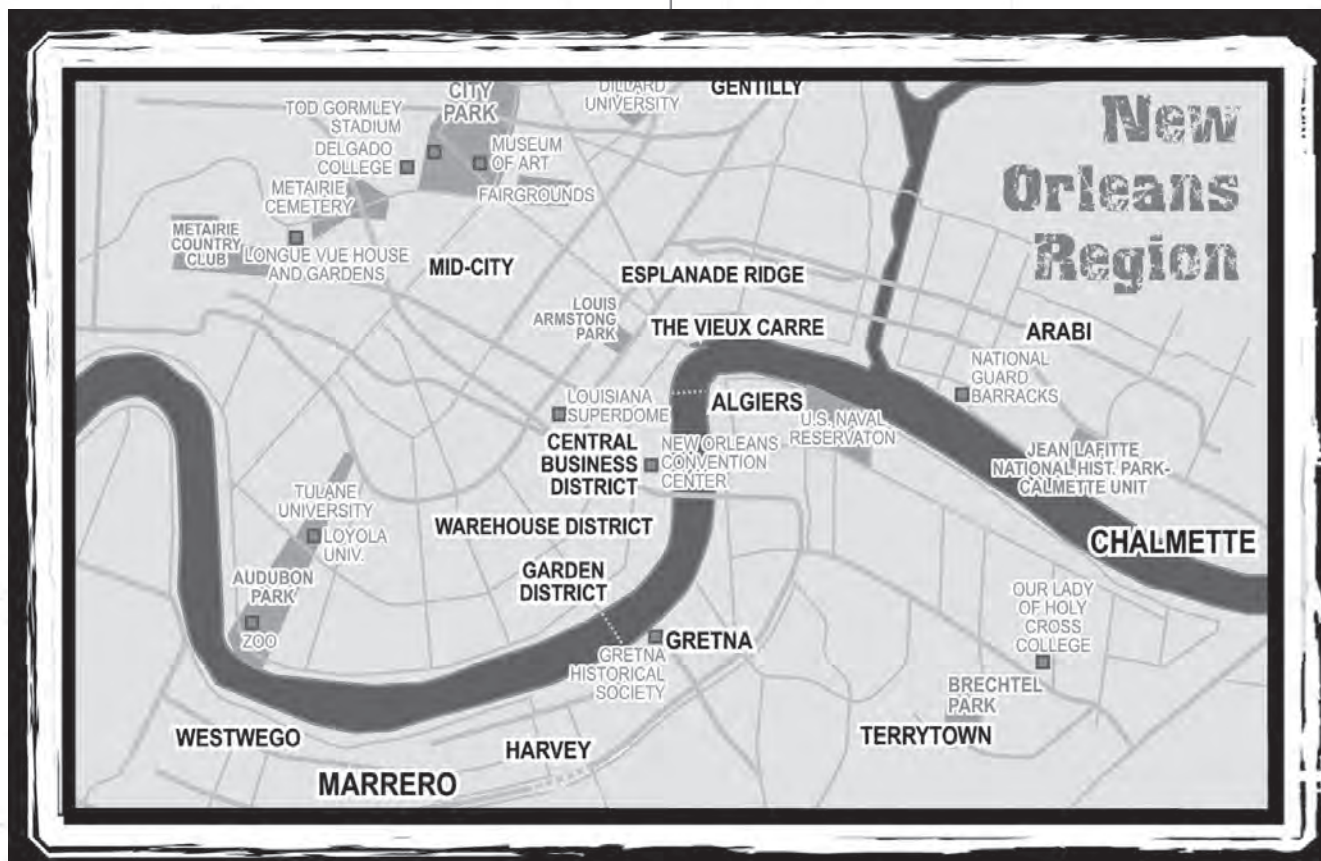 New
Orleans
Region
CITY
PARK
DILLARD
UNIVERSITY
GENTILLY
TOD GORMLEY
STADIUM
DELGADO
COLLEGE
MUSEUM
OF ART
METAIRIE
CEMETERY
FAIRGROUNDS
METAIRIE
COUNTRY
CLUB
LONGUE VUE HOUSE
AND GARDENS
MID-CITY
ESPLANADE RIDGE
LOUIS
ARMSTONG
PARK
THE VIEUX CARRE
ARABI
NATIONAL
GUARD
BARRACKS
LOUISIANA
SUPERDOME
ALGIERS
U.S. NAVAL
RESERVATON
CENTRAL
BUSINESS
DISTRICT
NEW ORLEANS
CONVENTION
CENTER
JEAN LAFITTE
NATIONAL HIST. PARK-
CALMETTE UNIT
TULANE
UNIVERSITY
LOYOLA
UNIV.
WAREHOUSE DISTRICT
CHALMETTE
AUDUBON
PARK
GARDEN
DISTRICT
OUR LADY
OF HOLY
CROSS
COLLEGE
ZOO
GRETNA
GRETNA
HISTORICAL
SOCIETY
BRECHTEL
PARK
WESTWEGO
HARVEY
TERRYTOWN
MARRERO